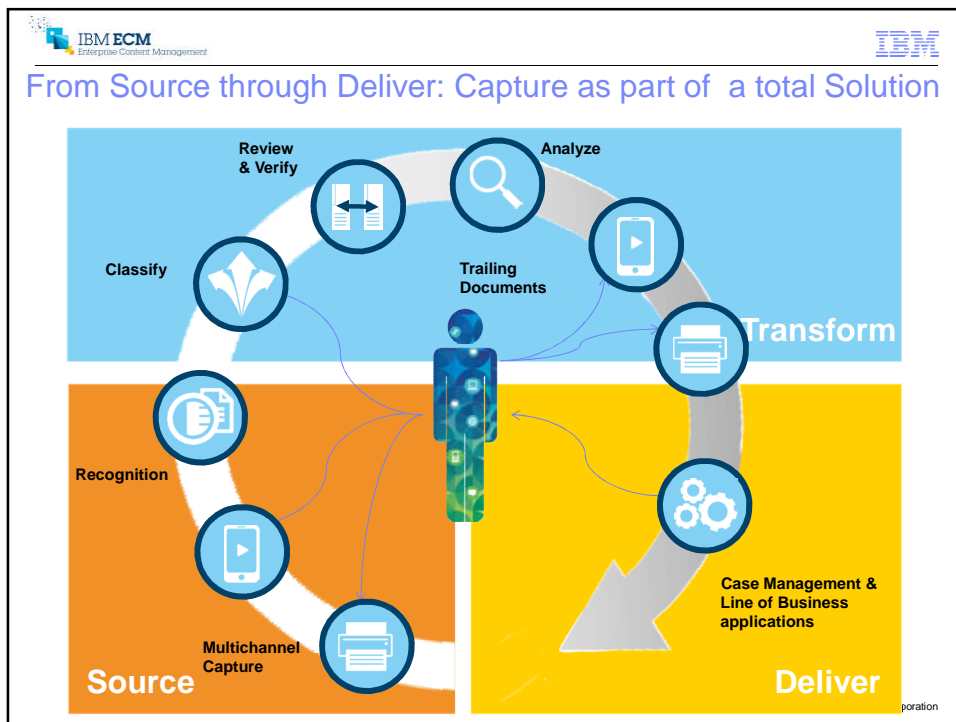 IBM ECM
Enterprise Content Management
IBM
From Source through Deliver: Capture as part of a total Solution
Review
& Verify
Analyze
Classify
Trailing
Documents
Transform
Recognition
Multichannel
Capture
Source
Case Management &
Line of Business
applications
Deliver
poration